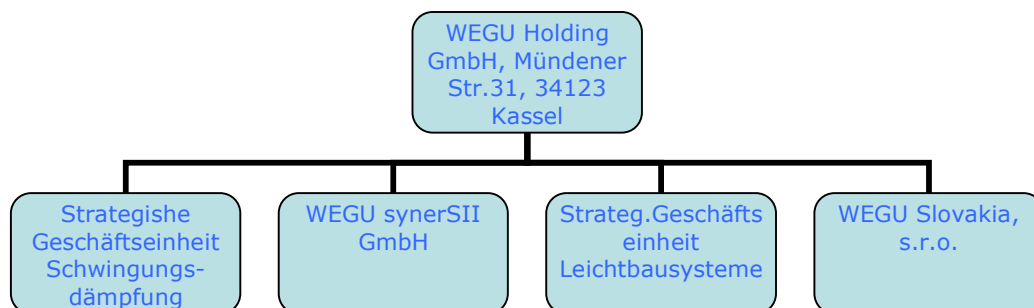 WEGU Holding
GmbH, Mündener
Str.31, 34123
Kassel
Strategishe
Geschäftseinheit
Schwingungs-
dämpfung
WEGU synerSII
GmbH
Strateg.Geschäfts
einheit
Leichtbausysteme
WEGU Slovakia,
s.r.o.